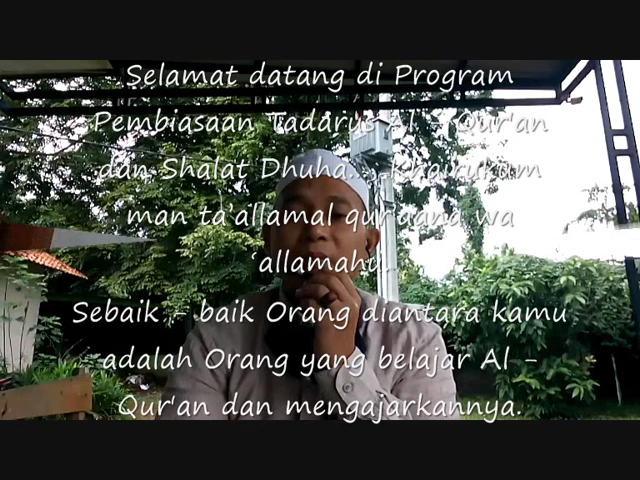 Selamat datang di Program
Pembiasaan Tadarus Al - Qur'an
dan Shalat Dhuha... Khairukum
man ta'allamal qur'aana wa
'allamahu.
Sebaik - baik Orang diantara kamu
adalah Orang yang belajar Al -
Qur'an dan mengajarkannya.